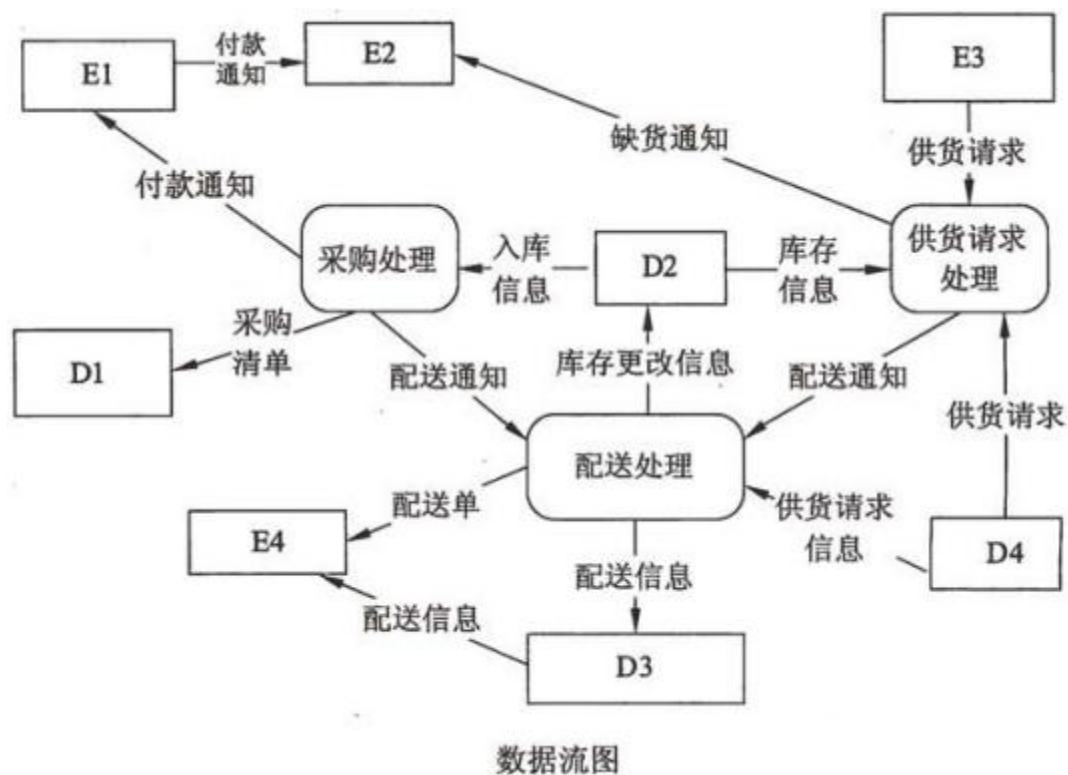 E1
付款
通知
E2
E3
缺货通知
供货请求
付款通知
采购处理
入库
信息
D2
库存
信息
供货请求
处理
采购
清单
D1
配送通知
库存更改信息
配送通知
供货请求
配送处理
配送单
供货请求
信息
E4
D4
配送信息
配送信息
D3
数据流图